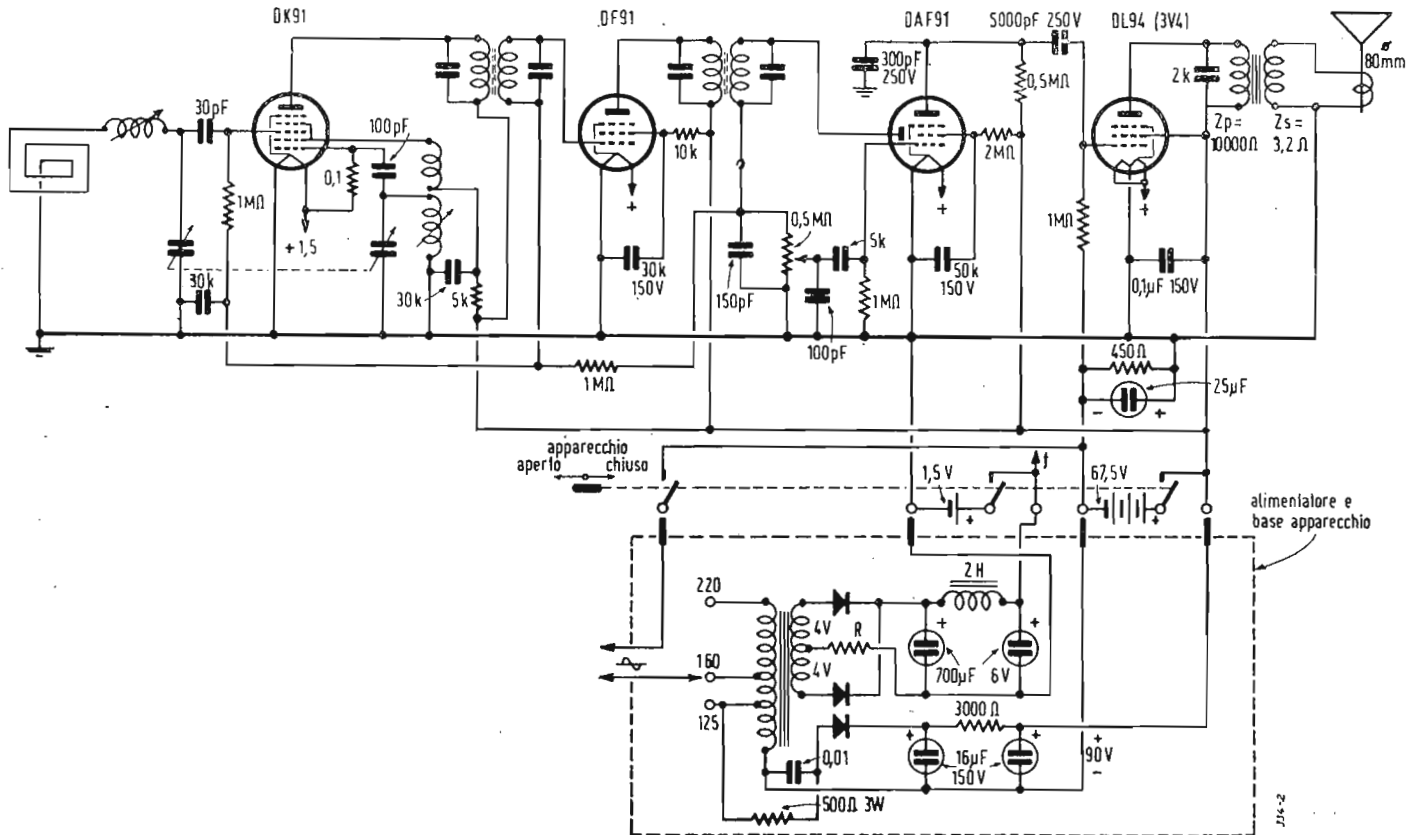 DK91
DF91
DAF91
5000pF 250V
DL94 (3V4)
ø
80mm
300pF
250V
0,5MΩ
2k
30pF
100pF
10k
2MΩ
Zp=
10000Ω
Zs=
3,2Ω
0,1
1MΩ
+1,5
+
+
+
0,5MΩ
5k
1MΩ
30k
150V
50k
150V
0,1µF 150V
30k
30k
5k
150pF
1MΩ
100pF
450Ω
1MΩ
25µF
-
+
apparecchio
aperto
chiuso
1,5V
+
f
67,5V
+
alimentatore e
base apparecchio
220
2H
4V
R
+
+
160
4V
700µF
6V
125
3000Ω
+
+
+
0,01
16µF
150V
90V
-
500Ω 3W
334-2